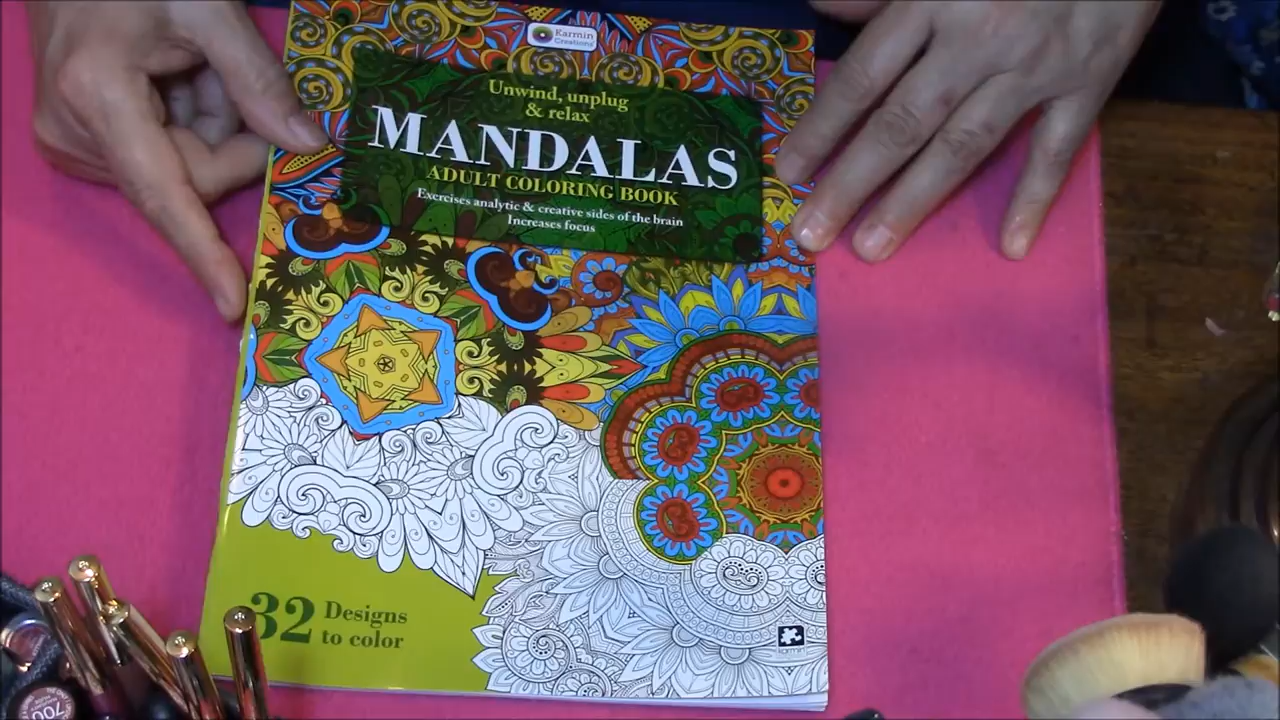 Karmin
Creations
Unwind, unplug
& relax
MANDALAS
ADULT COLORING BOOK
Exercises analytic & creative sides of the brain
Increases focus
32
Designs
to color
karmin
700